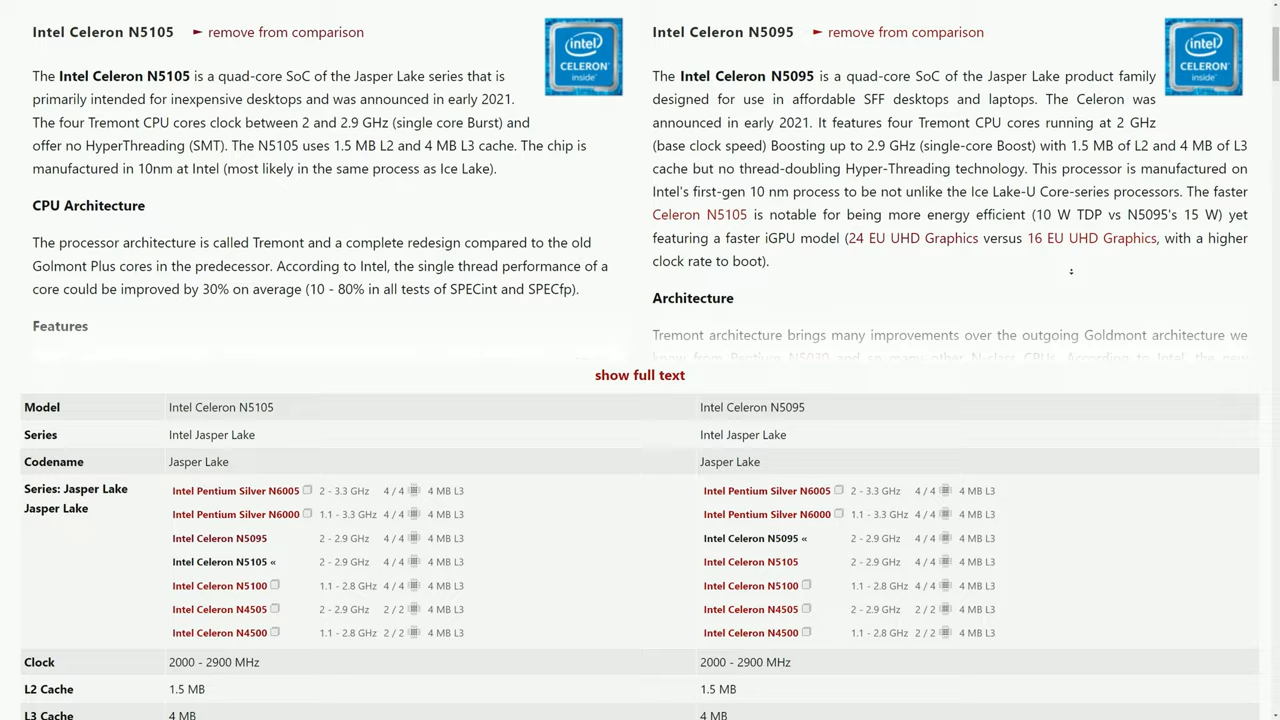 Intel Celeron N5105 ► remove from comparison
intel
CELERON
inside
The Intel Celeron N5105 is a quad-core SoC of the Jasper Lake series that is
primarily intended for inexpensive desktops and was announced in early 2021.
The four Tremont CPU cores clock between 2 and 2.9 GHz (single core Burst) and
offer no HyperThreading (SMT). The N5105 uses 1.5 MB L2 and 4 MB L3 cache. The chip is
manufactured in 10nm at Intel (most likely in the same process as Ice Lake).
CPU Architecture
The processor architecture is called Tremont and a complete redesign compared to the old
Golmont Plus cores in the predecessor. According to Intel, the single thread performance of a
core could be improved by 30% on average (10 - 80% in all tests of SPECint and SPECfp).
Features
Intel Celeron N5095 ► remove from comparison
intel
CELERON
inside
The Intel Celeron N5095 is a quad-core SoC of the Jasper Lake product family
designed for use in affordable SFF desktops and laptops. The Celeron was
announced in early 2021. It features four Tremont CPU cores running at 2 GHz
(base clock speed) Boosting up to 2.9 GHz (single-core Boost) with 1.5 MB of L2 and 4 MB of L3
cache but no thread-doubling Hyper-Threading technology. This processor is manufactured on
Intel's first-gen 10 nm process to be not unlike the Ice Lake-U Core-series processors. The faster
Celeron N5105 is notable for being more energy efficient (10 W TDP vs N5095's 15 W) yet
featuring a faster iGPU model (24 EU UHD Graphics versus 16 EU UHD Graphics, with a higher
clock rate to boot).
Architecture
Tremont architecture brings many improvements over the outgoing Goldmont architecture we
know from Pentium N5030 and so many other N-class CPUs. According to Intel, the new
show full text
Model Intel Celeron N5105 Intel Celeron N5095
Series Intel Jasper Lake Intel Jasper Lake
Codename Jasper Lake Jasper Lake
Series: Jasper Lake
Jasper Lake
Intel Pentium Silver N6005 2 - 3.3 GHz 4 / 4 4 MB L3
Intel Pentium Silver N6000 1.1 - 3.3 GHz 4 / 4 4 MB L3
Intel Celeron N5095 2 - 2.9 GHz 4 / 4 4 MB L3
Intel Celeron N5105 « 2 - 2.9 GHz 4 / 4 4 MB L3
Intel Celeron N5100 1.1 - 2.8 GHz 4 / 4 4 MB L3
Intel Celeron N4505 2 - 2.9 GHz 2 / 2 4 MB L3
Intel Celeron N4500 1.1 - 2.8 GHz 2 / 2 4 MB L3
Intel Pentium Silver N6005 2 - 3.3 GHz 4 / 4 4 MB L3
Intel Pentium Silver N6000 1.1 - 3.3 GHz 4 / 4 4 MB L3
Intel Celeron N5095 « 2 - 2.9 GHz 4 / 4 4 MB L3
Intel Celeron N5105 2 - 2.9 GHz 4 / 4 4 MB L3
Intel Celeron N5100 1.1 - 2.8 GHz 4 / 4 4 MB L3
Intel Celeron N4505 2 - 2.9 GHz 2 / 2 4 MB L3
Intel Celeron N4500 1.1 - 2.8 GHz 2 / 2 4 MB L3
Clock 2000 - 2900 MHz 2000 - 2900 MHz
L2 Cache 1.5 MB 1.5 MB
L3 Cache 4 MB 4 MB